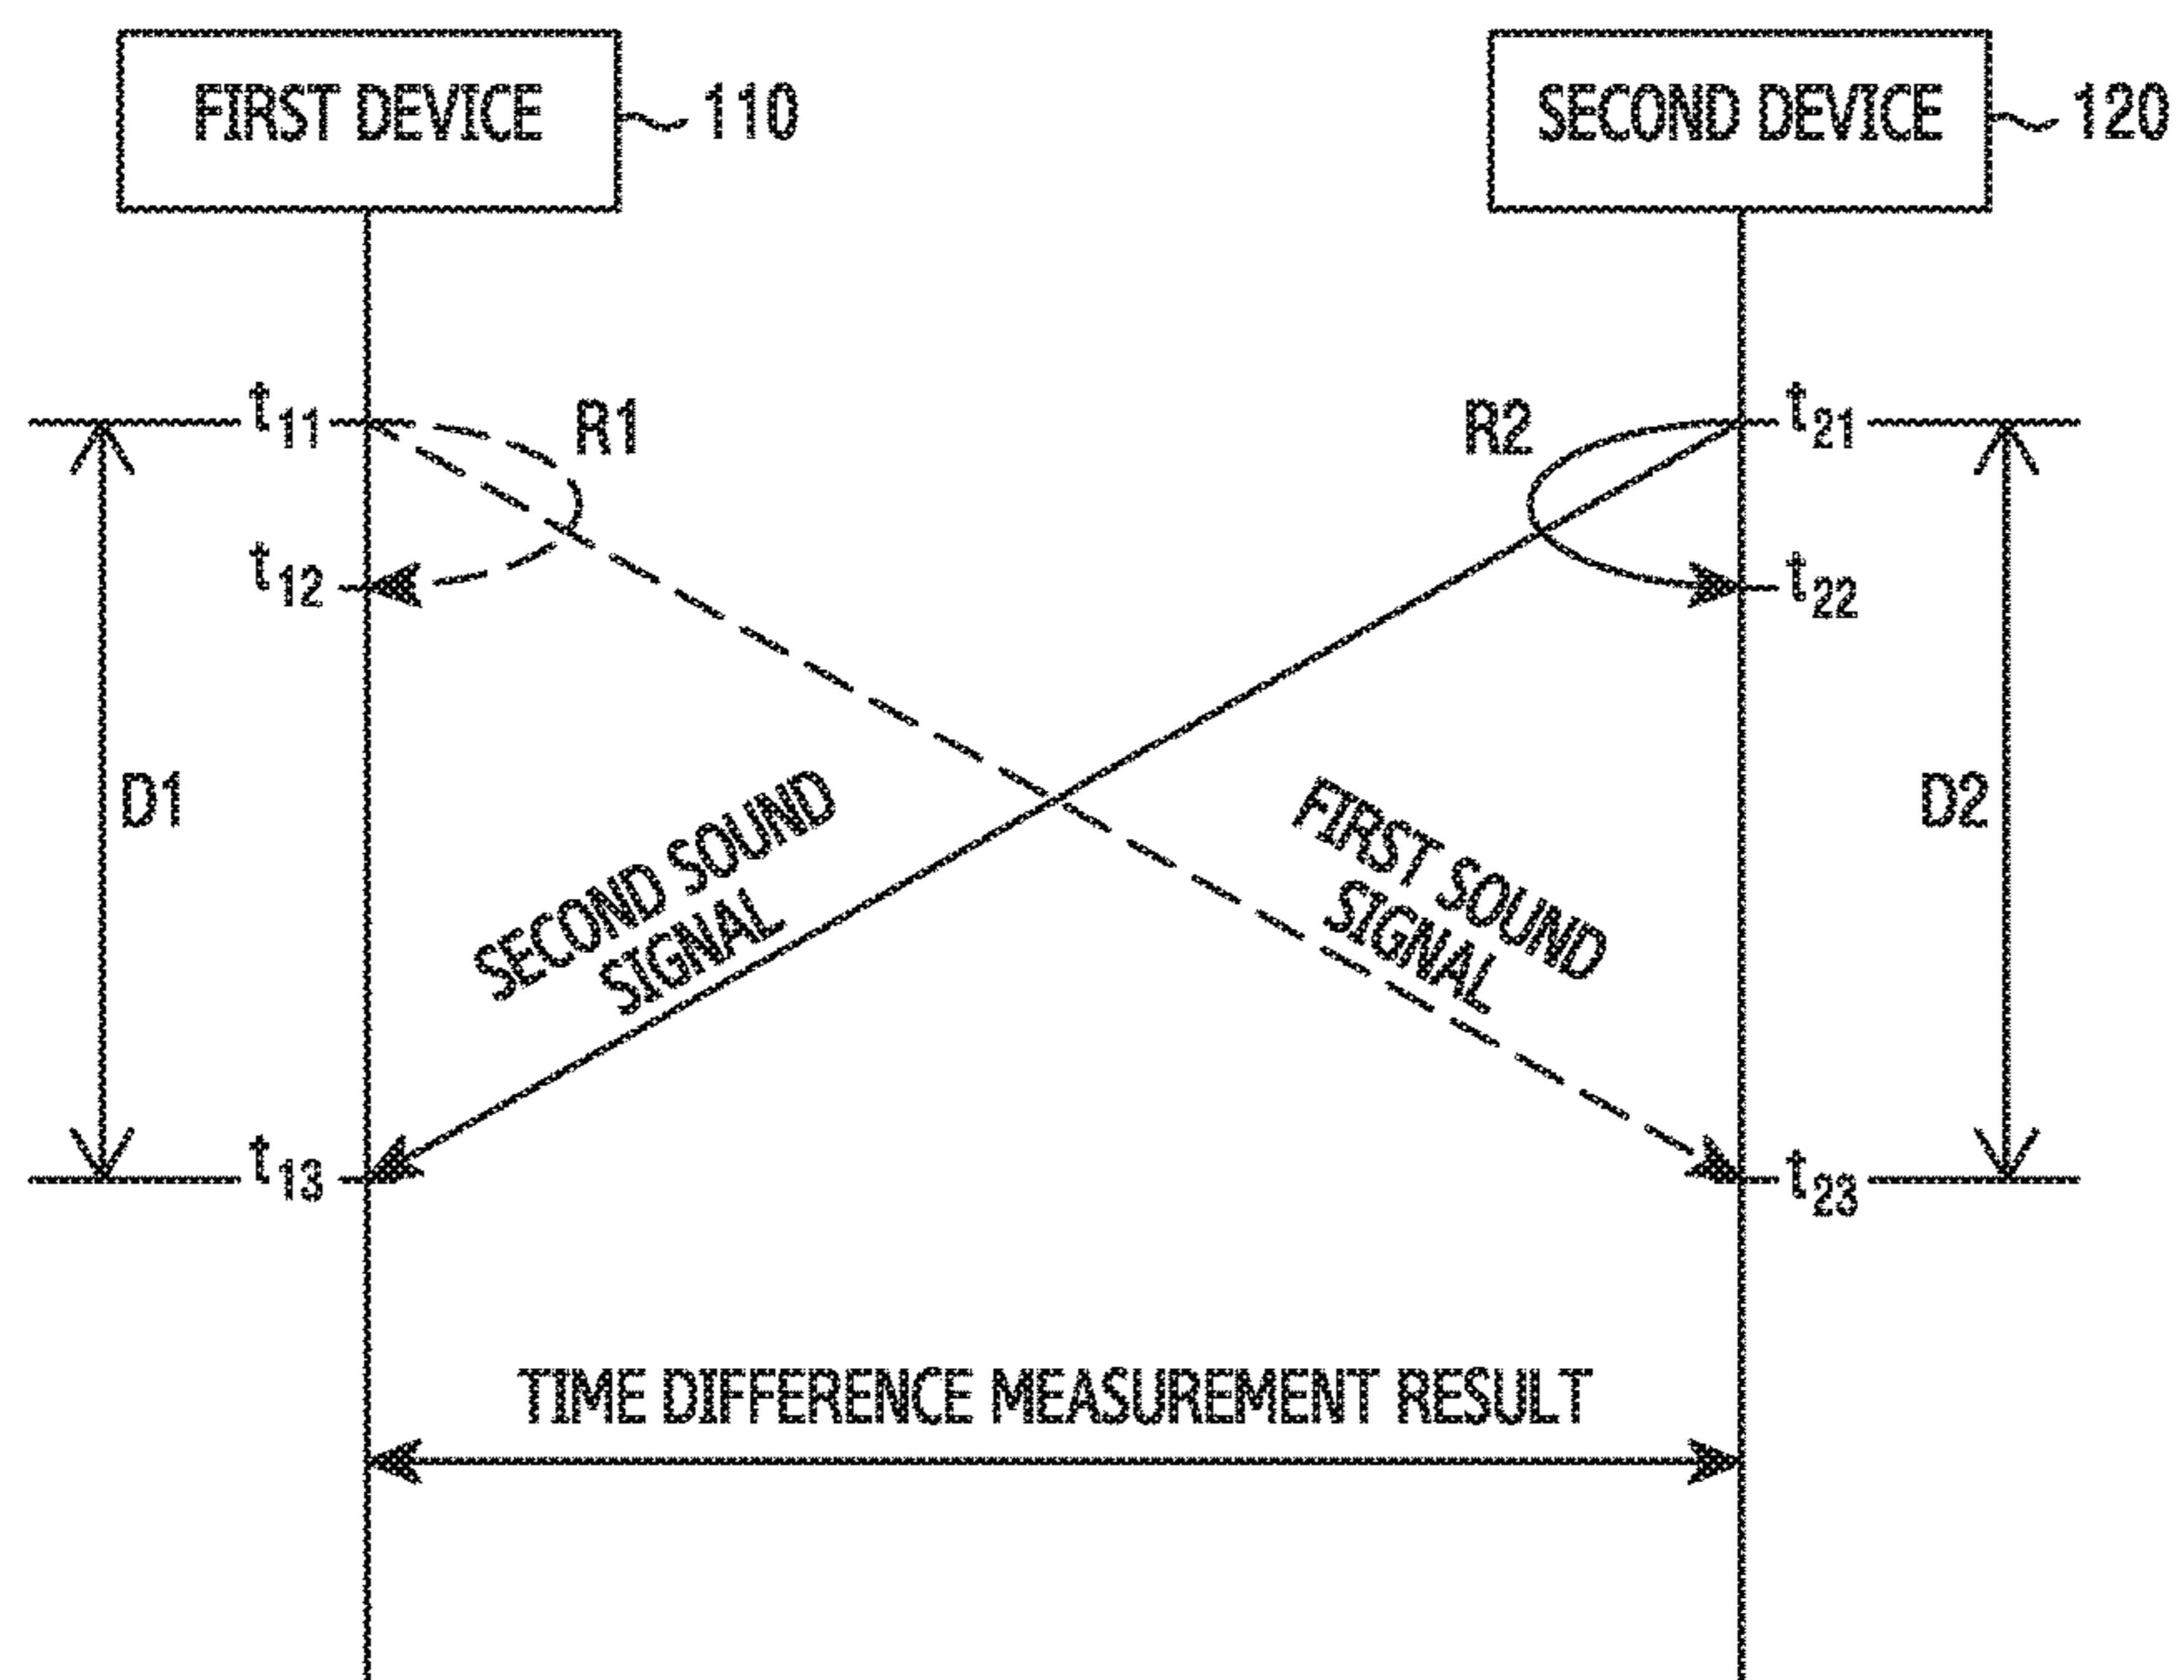 FIRST DEVICE
110
SECOND DEVICE
120
t11
R1
R2
t21
t12
t22
D1
SECOND SOUND
SIGNAL
FIRST SOUND
SIGNAL
D2
t13
t23
TIME DIFFERENCE MEASUREMENT RESULT